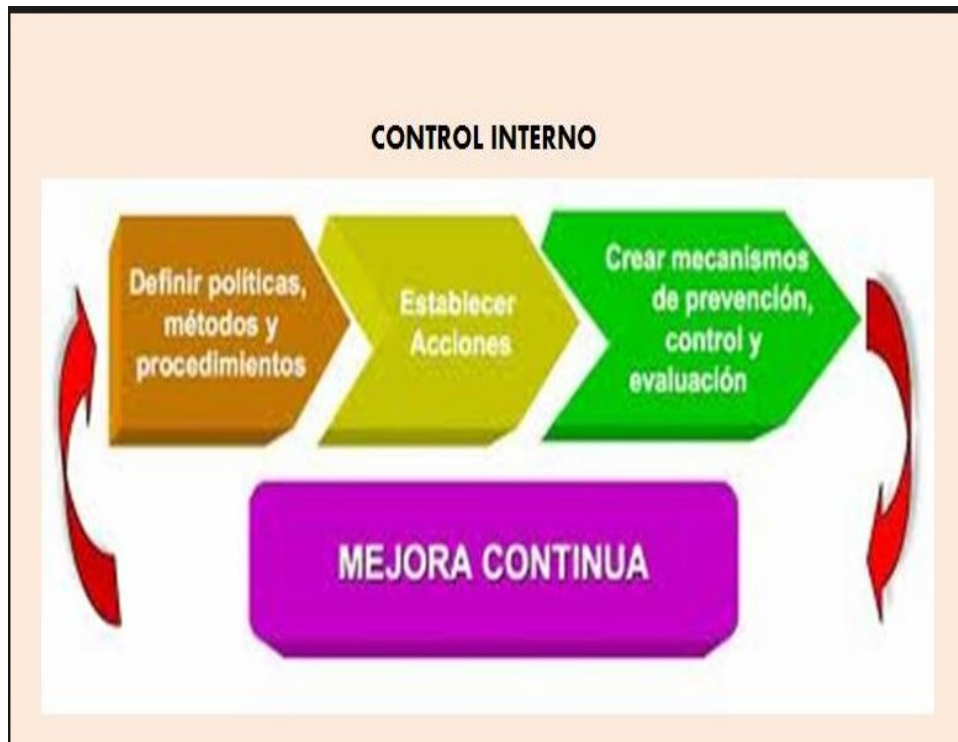 CONTROL INTERNO
Definir políticas,
métodos y
procedimientos
Establecer
Acciones
Crear mecanismos
de prevención,
control y
evaluación
MEJORA CONTINUA